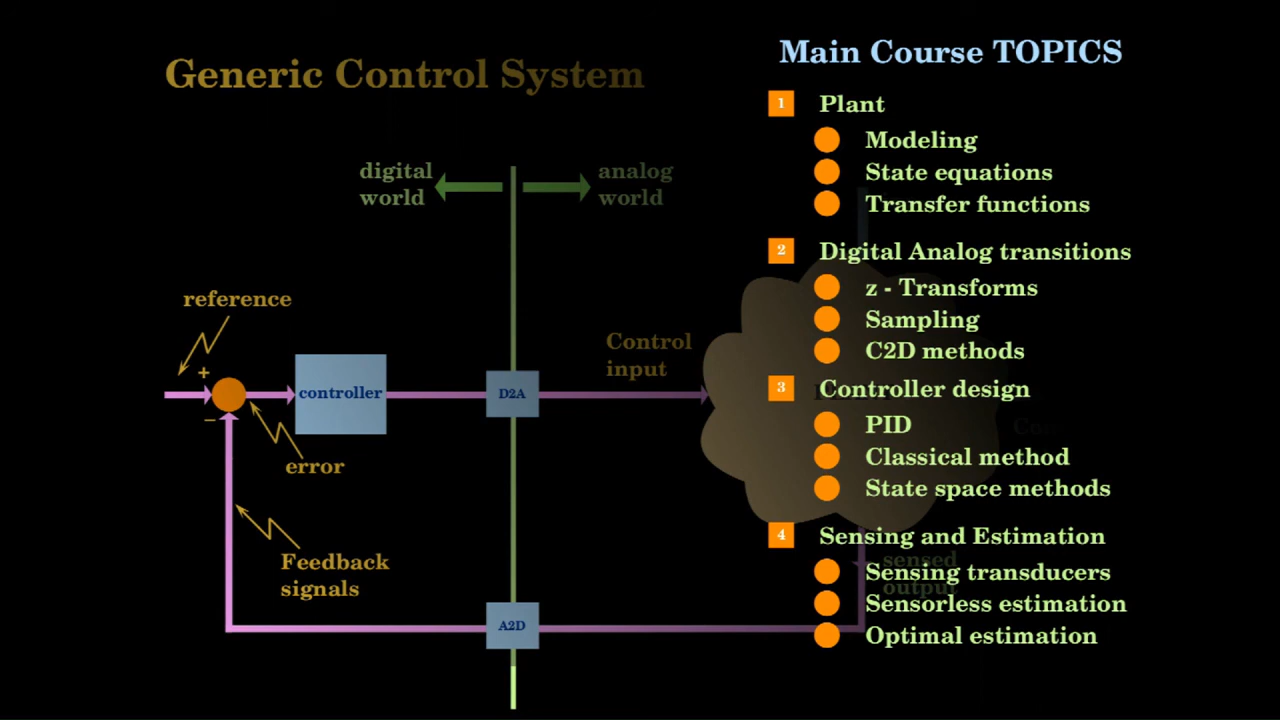 Generic Control System
digital
world
analog
world
reference
+
−
controller
D2A
Control
input
error
Feedback
signals
A2D
sensed
output
Main Course TOPICS
1 Plant
Modeling
State equations
Transfer functions
2 Digital Analog transitions
z - Transforms
Sampling
C2D methods
3 Controller design
PID
Classical method
State space methods
4 Sensing and Estimation
Sensing transducers
Sensorless estimation
Optimal estimation